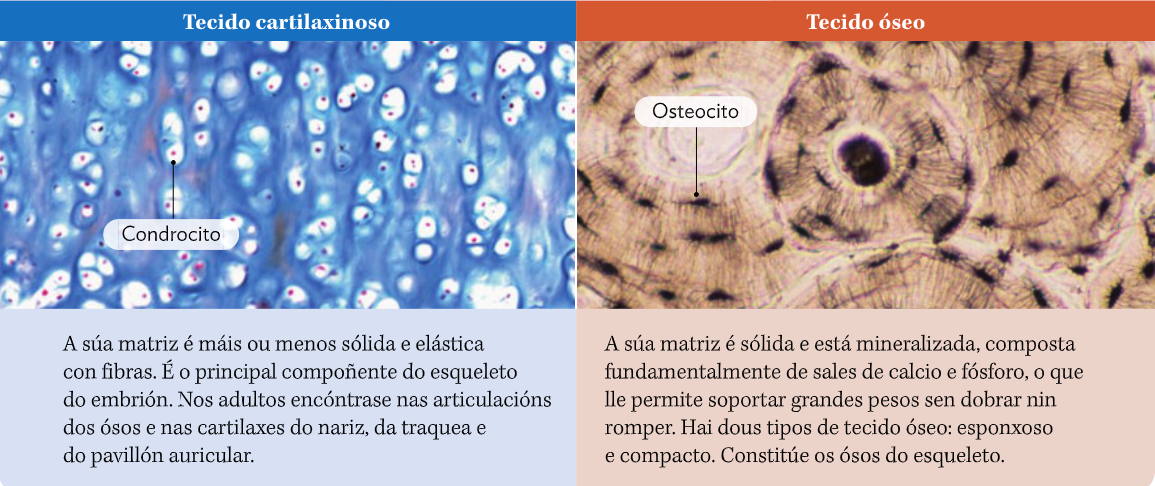 Tecido cartilaxinoso
Condrocito
A súa matriz é máis ou menos sólida e elástica
con fibras. É o principal compoñente do esqueleto
do embrión. Nos adultos encóntrase nas articulacións
dos ósos e nas cartilaxes do nariz, da traquea e
do pavillón auricular.
Tecido óseo
Osteocito
A súa matriz é sólida e está mineralizada, composta
fundamentalmente de sales de calcio e fósforo, o que
lle permite soportar grandes pesos sen dobrar nin
romper. Hai dous tipos de tecido óseo: esponxoso
e compacto. Constitúe os ósos do esqueleto.